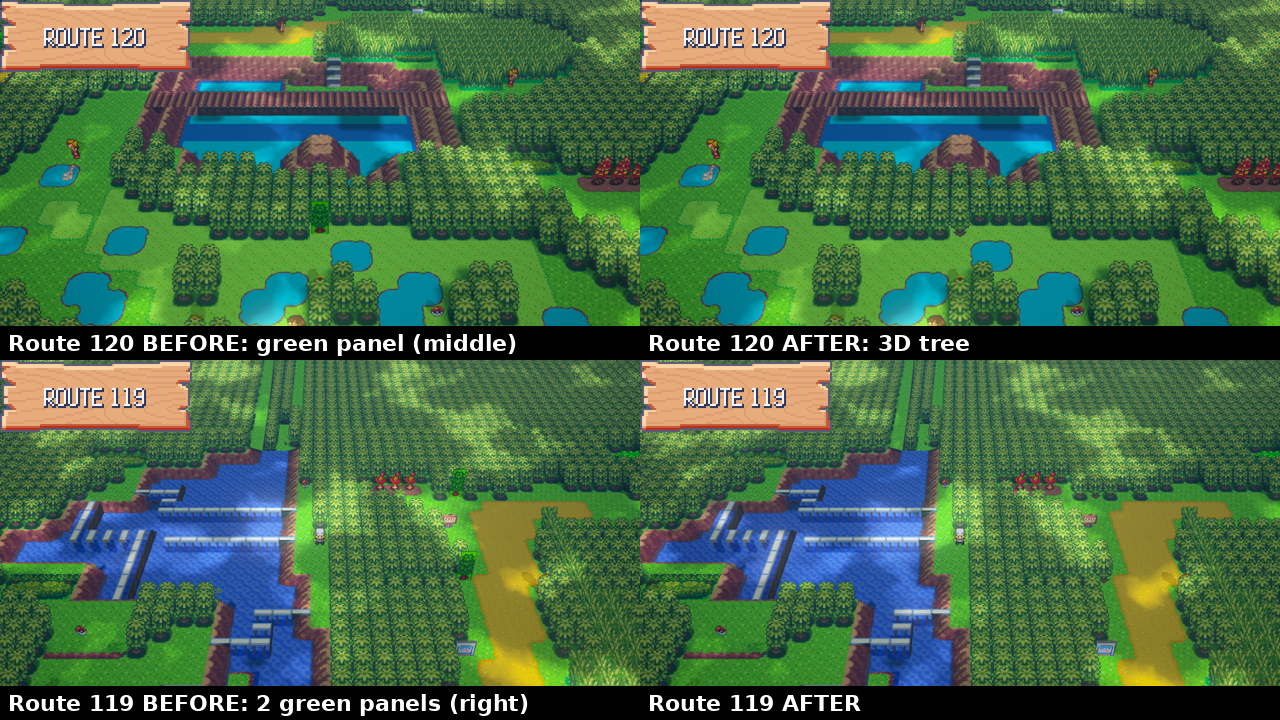 ROUTE 120
ROUTE 120
Route 120 BEFORE: green panel (middle)
Route 120 AFTER: 3D tree
ROUTE 119
ROUTE 119
Route 119 BEFORE: 2 green panels (right)
Route 119 AFTER